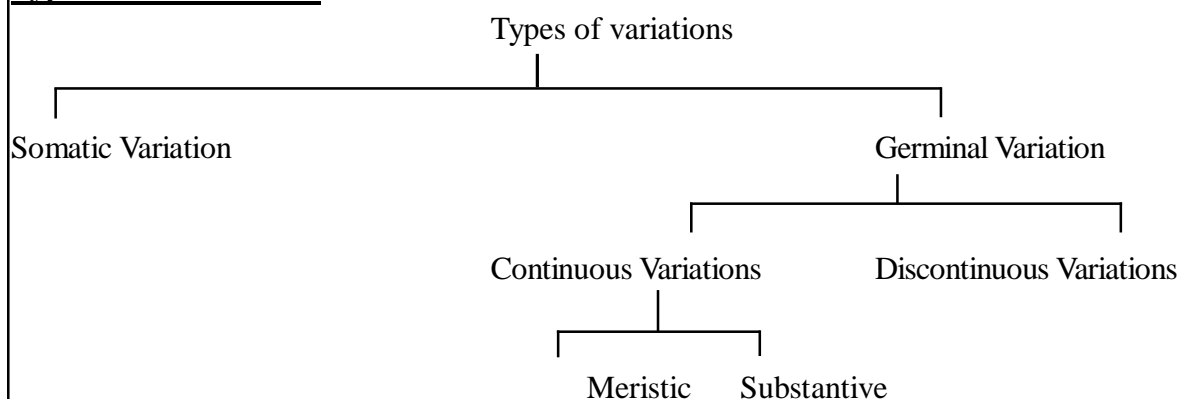 Types of variations
Somatic Variation Germinal Variation
Continuous Variations Discontinuous Variations
Meristic Substantive